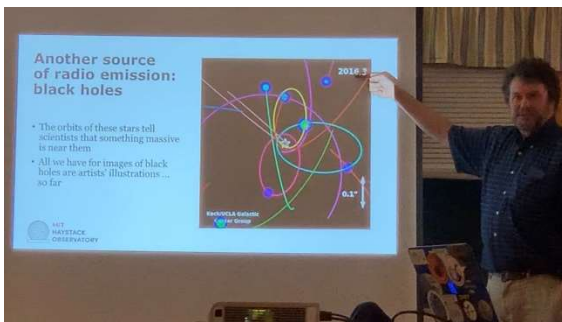 Another source
of radio emission:
black holes
• The orbits of these stars tell
scientists that something massive
is near them
• All we have for images of black
holes are artists' illustrations ...
so far
MIT
HAYSTACK
OBSERVATORY
2016.3
0.1"
Keck/UCLA Galactic
Center Group